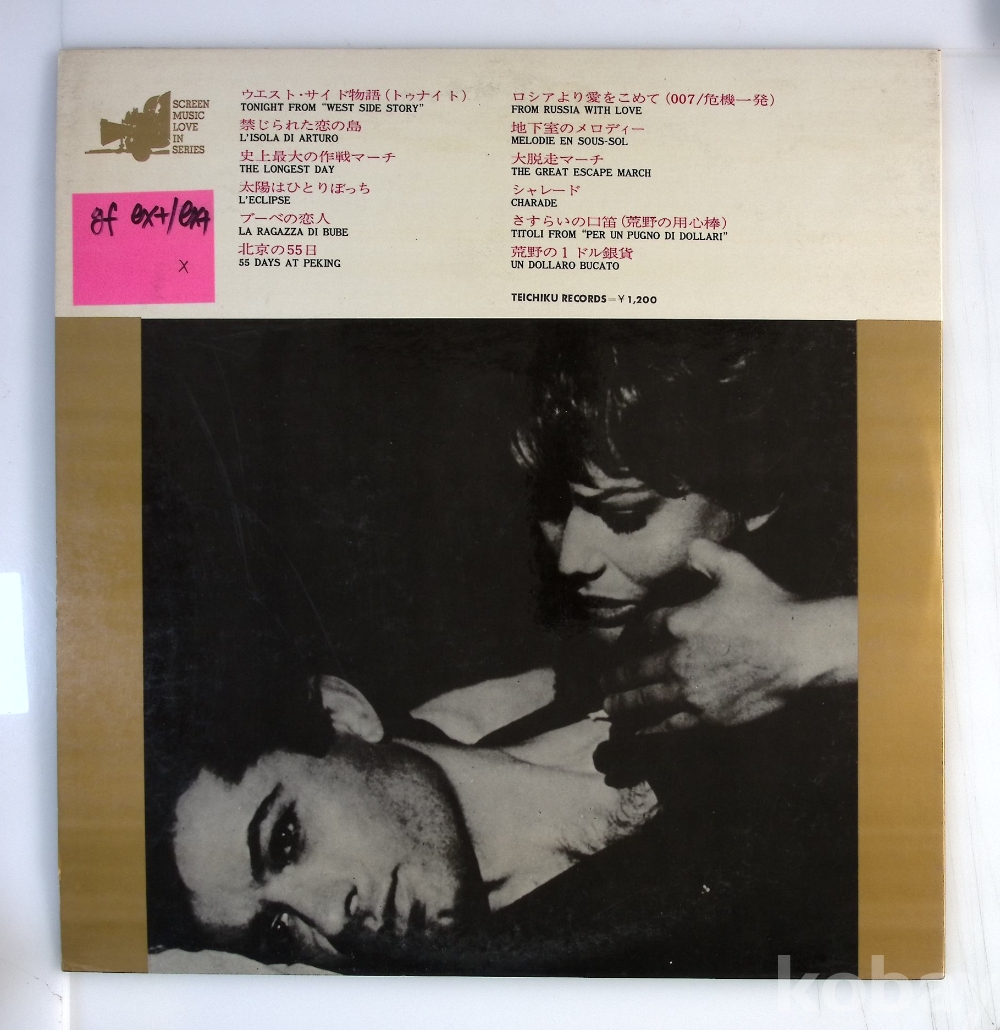 SCREEN
MUSIC
LOVE
IN
SERIES
gf ex+/ex+
x
ウエスト・サイド物語(トゥナイト)
TONIGHT FROM "WEST SIDE STORY"
禁じられた恋の島
L'ISOLA DI ARTURO
史上最大の作戦マーチ
THE LONGEST DAY
太陽はひとりぼっち
L'ECLIPSE
ブーベの恋人
LA RAGAZZA DI BUBE
北京の55日
55 DAYS AT PEKING
ロシアより愛をこめて(007/危機一発)
FROM RUSSIA WITH LOVE
地下室のメロディー
MELODIE EN SOUS-SOL
大脱走マーチ
THE GREAT ESCAPE MARCH
シャレード
CHARADE
さすらいの口笛(荒野の用心棒)
TITOLI FROM "PER UN PUGNO DI DOLLARI"
荒野の1ドル銀貨
UN DOLLARO BUCATO
TEICHIKU RECORDS=¥1,200
koba